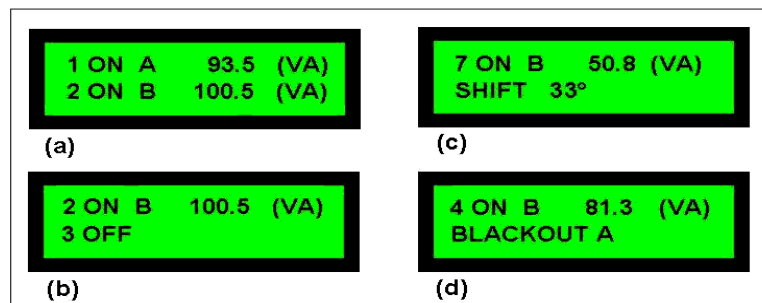 1 ON A 93.5 (VA)
2 ON B 100.5 (VA)
(a)
2 ON B 100.5 (VA)
3 OFF
(b)
7 ON B 50.8 (VA)
SHIFT 33°
(c)
4 ON B 81.3 (VA)
BLACKOUT A
(d)